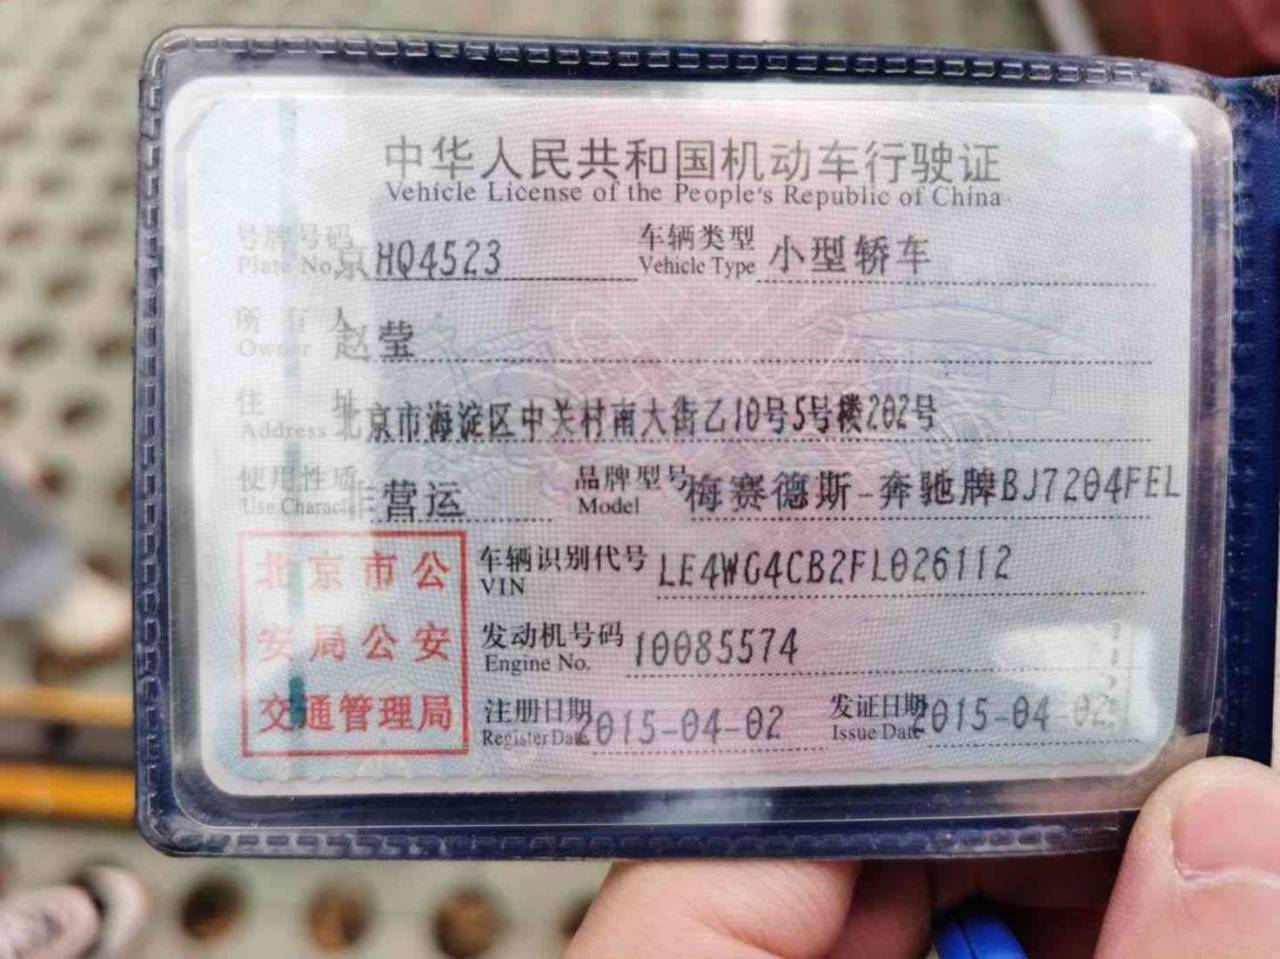 中华人民共和国机动车行驶证
Vehicle License of the People's Republic of China
号牌号码 京HQ4523 车辆类型 小型轿车
Plate No. Vehicle Type
所有人 赵莹
Owner
住址 北京市海淀区中关村南大街乙10号5号楼202号
Address
使用性质 非营运 品牌型号 梅赛德斯-奔驰牌BJ7204FEL
Use Character Model
北京市公
安局公安
交通管理局
车辆识别代号 LE4WG4CB2FL026112
VIN
发动机号码 10085574
Engine No.
注册日期 2015-04-02 发证日期 2015-04-02
Register Date Issue Date